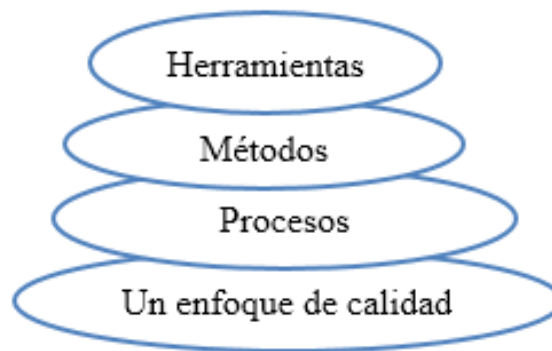 Herramientas
Métodos
Procesos
Un enfoque de calidad